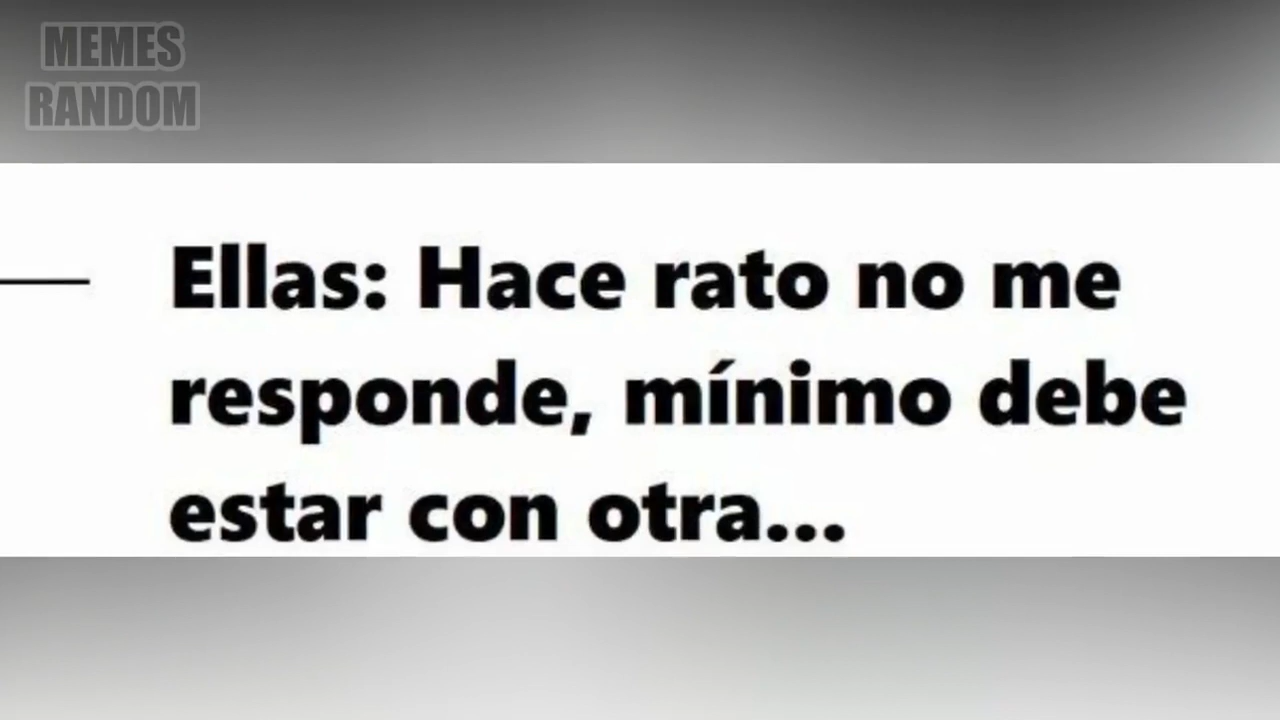 MEMES
RANDOM
Ellas: Hace rato no me
responde, mínimo debe
estar con otra...